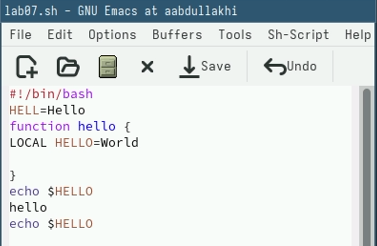 lab07.sh - GNU Emacs at aabdullakhi
File Edit Options Buffers Tools Sh-Script Help
Save Undo
#!/bin/bash
HELL=Hello
function hello {
LOCAL HELLO=World
}
echo $HELLO
hello
echo $HELLO